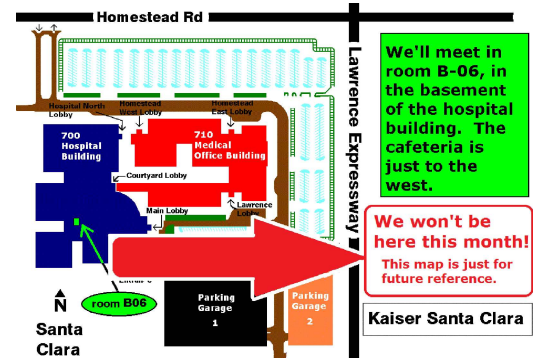 Homestead Rd
We'll meet in
room B-06, in
the basement
of the hospital
building.  The
cafeteria is
just to the
west.
Lawrence Expressway
Hospital North
Lobby
Homestead
West Lobby
Homestead
East Lobby
700
Hospital
Building
710
Medical
Office Building
Courtyard Lobby
Main Lobby
Lawrence
Lobby
We won't be
here this month!
This map is just for
future reference.
N
room B06
Parking
Garage
1
Parking
Garage
2
Kaiser Santa Clara
Santa
Clara